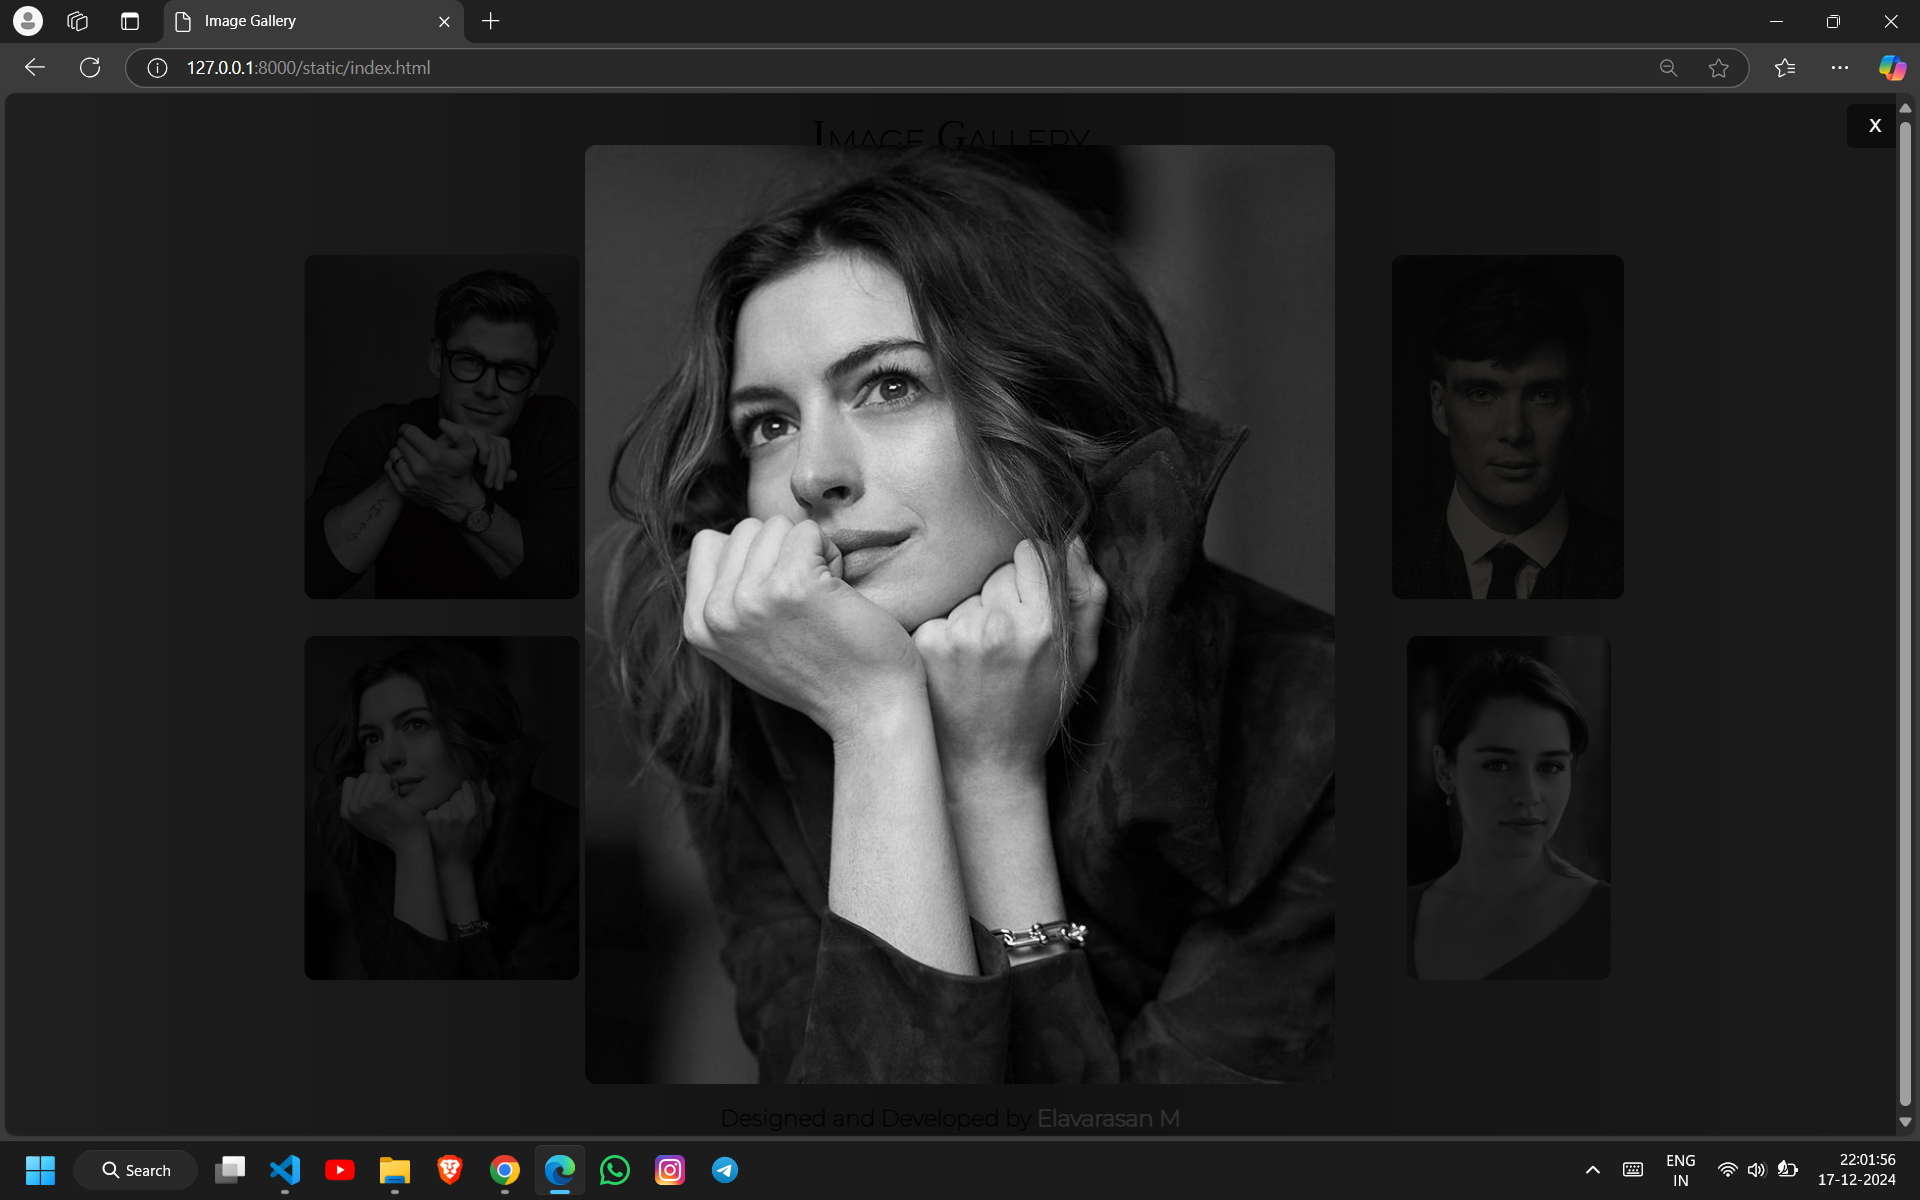 Image Gallery
127.0.0.1:8000/static/index.html
Image Gallery
X
Designed and Developed by Elavarasan M
Search
ENG
IN
22:01:56
17-12-2024